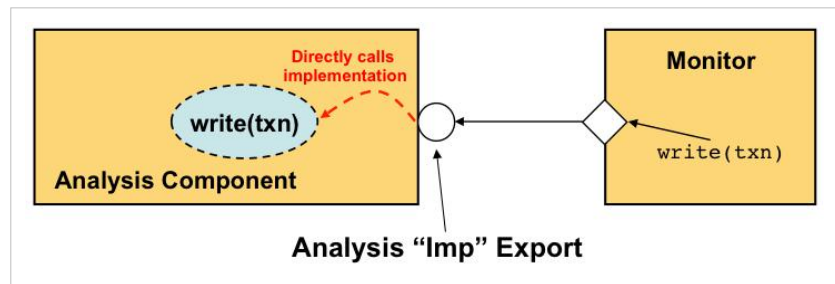 Directly calls
implementation
Monitor
write(txn)
write(txn)
Analysis Component
Analysis “Imp” Export